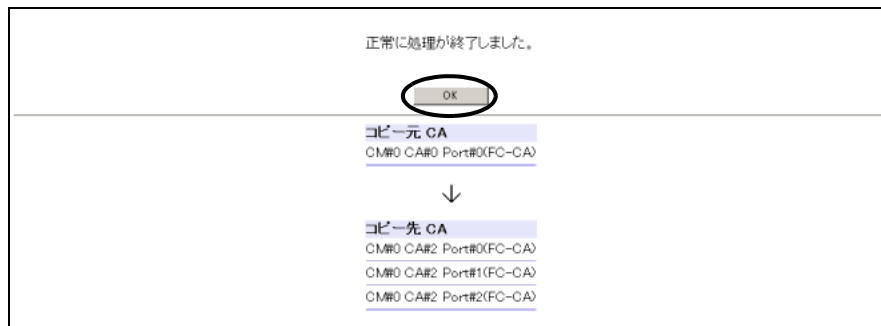 正常に処理が終了しました。
OK
コピー元 CA
CM#0 CA#0 Port#0(FC-CA)
↓
コピー先 CA
CM#0 CA#2 Port#0(FC-CA)
CM#0 CA#2 Port#1(FC-CA)
CM#0 CA#2 Port#2(FC-CA)